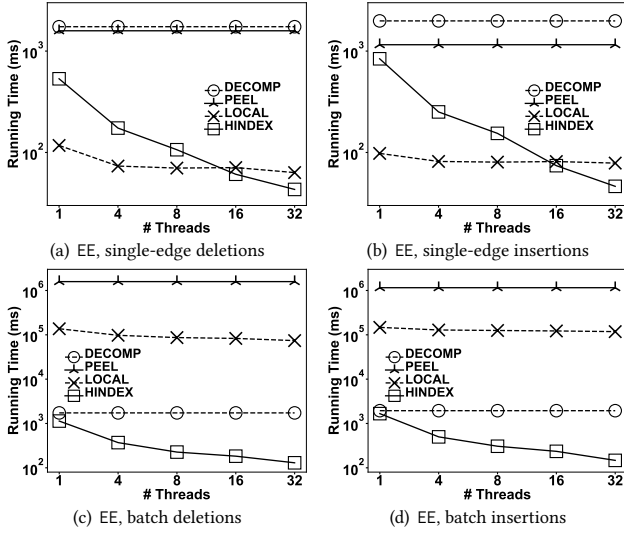 10³
10²
Running Time (ms)
DECOMP
PEEL
LOCAL
HINDEX
1 4 8 16 32
# Threads
(a) EE, single-edge deletions
10³
10²
Running Time (ms)
DECOMP
PEEL
LOCAL
HINDEX
1 4 8 16 32
# Threads
(b) EE, single-edge insertions
10⁶
10⁵
10⁴
10³
10²
Running Time (ms)
DECOMP
PEEL
LOCAL
HINDEX
1 4 8 16 32
# Threads
(c) EE, batch deletions
10⁶
10⁵
10⁴
10³
10²
Running Time (ms)
DECOMP
PEEL
LOCAL
HINDEX
1 4 8 16 32
# Threads
(d) EE, batch insertions